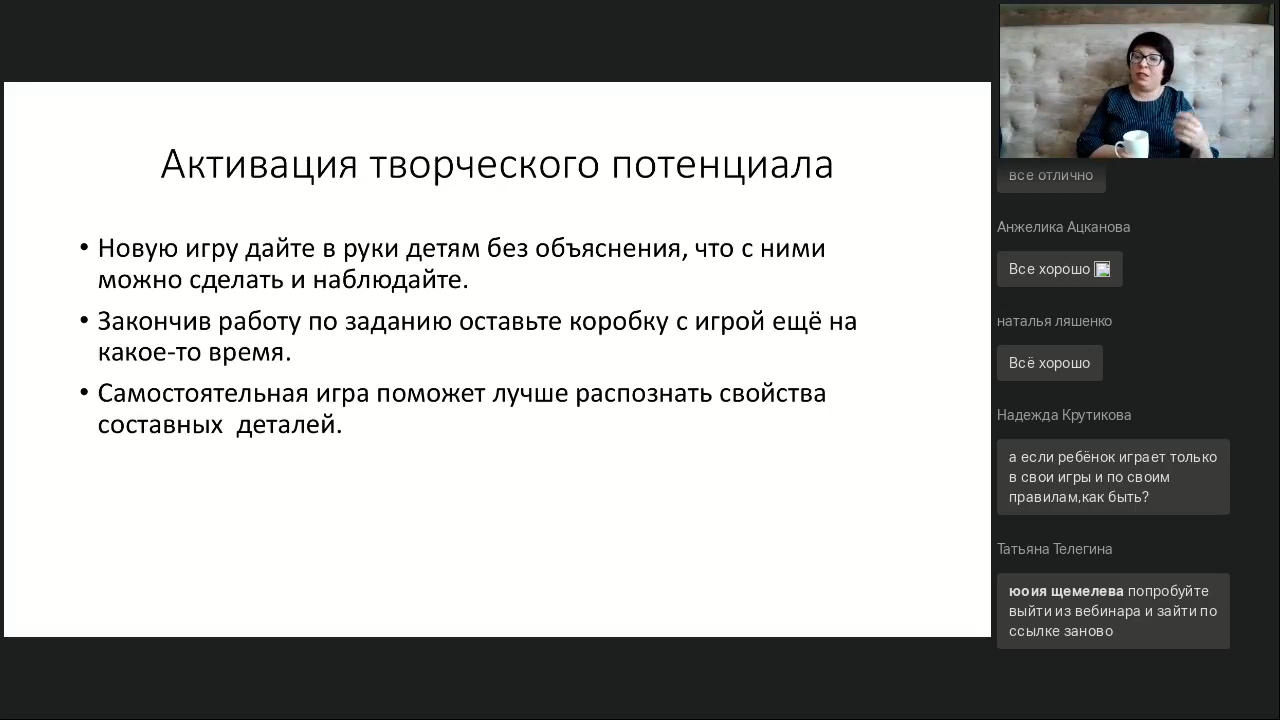 Активация творческого потенциала
• Новую игру дайте в руки детям без объяснения, что с ними
можно сделать и наблюдайте.
• Закончив работу по заданию оставьте коробку с игрой ещё на
какое-то время.
• Самостоятельная игра поможет лучше распознать свойства
составных  деталей.
все отлично
Анжелика Ацканова
Все хорошо
наталья ляшенко
Всё хорошо
Надежда Крутикова
а если ребёнок играет только
в свои игры и по своим
правилам,как быть?
Татьяна Телегина
юоия щемелева попробуйте
выйти из вебинара и зайти по
ссылке заново